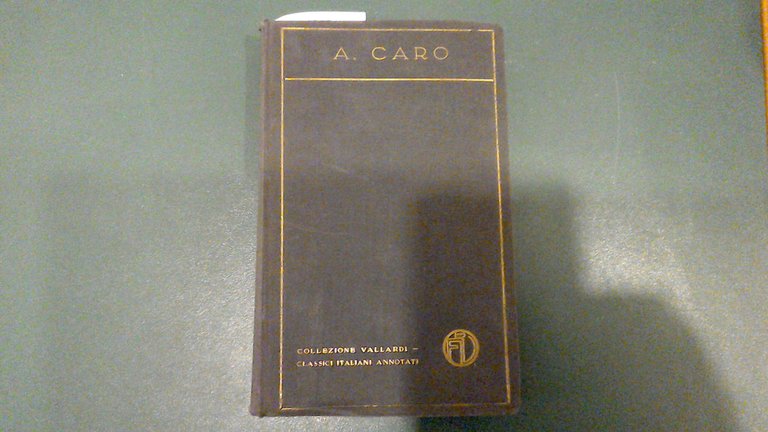 A. CARO
COLLEZIONE VALLARDI –
CLASSICI ITALIANI ANNOTATI